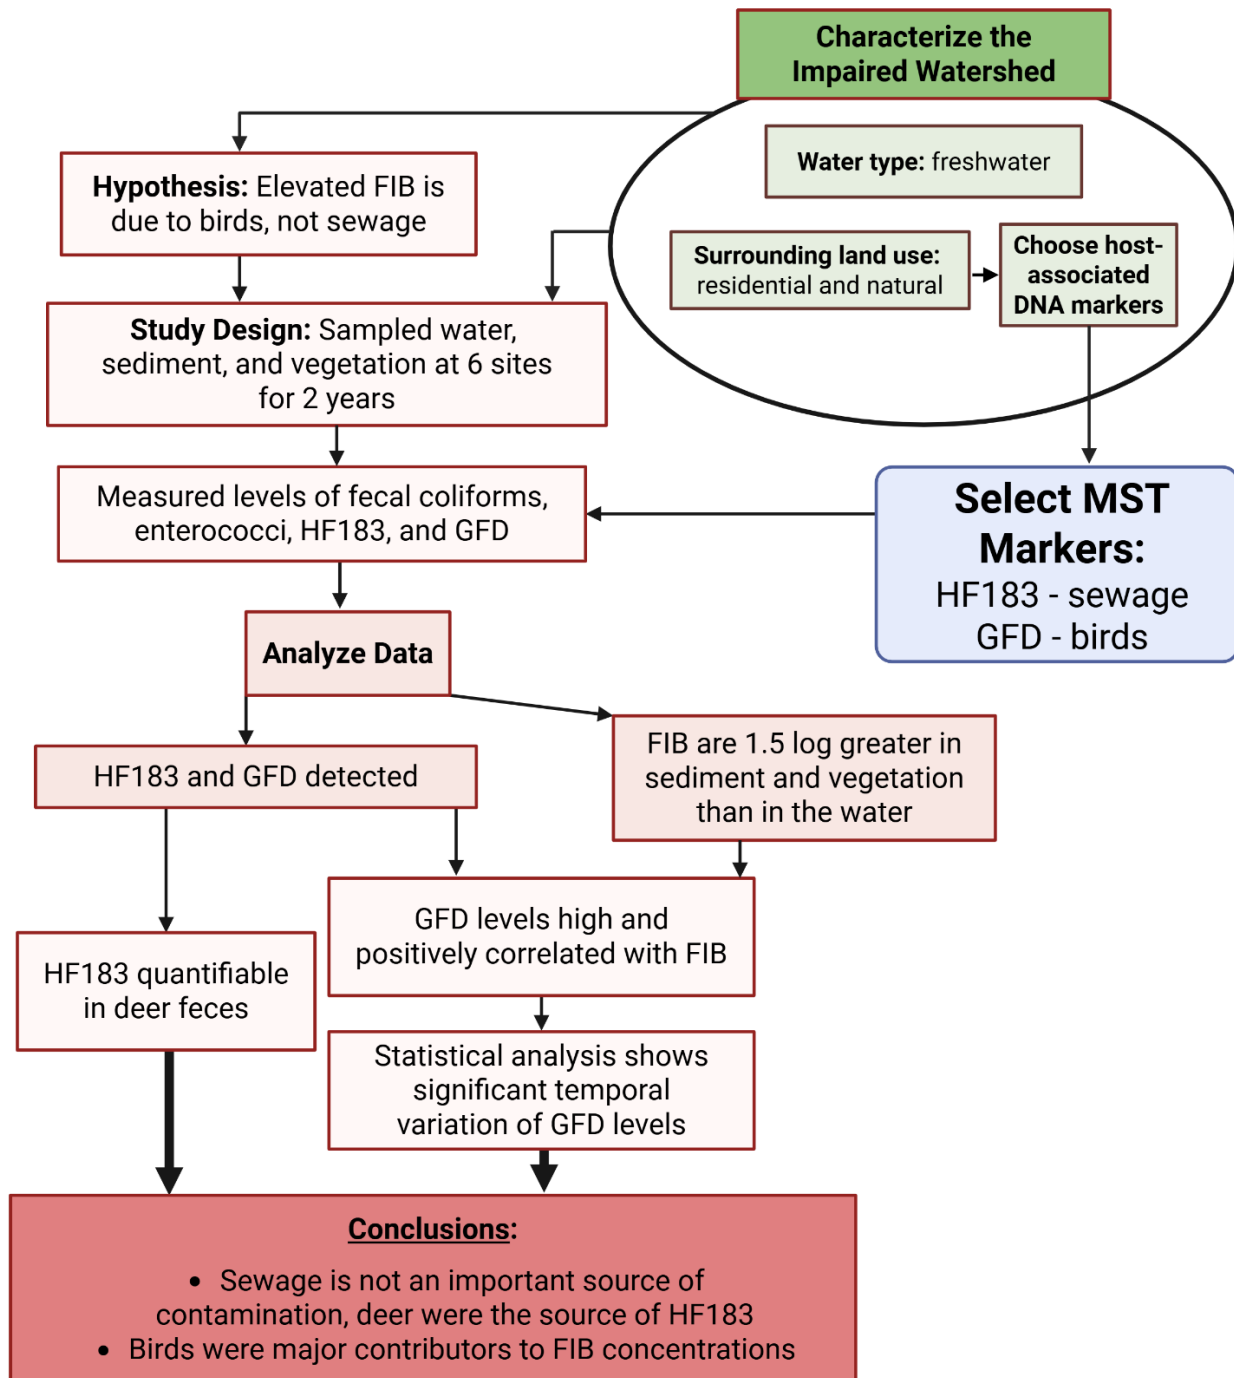 Characterize the
Impaired Watershed
Water type: freshwater
Surrounding land use:
residential and natural
Choose host-
associated
DNA markers
Hypothesis: Elevated FIB is
due to birds, not sewage
Study Design: Sampled water,
sediment, and vegetation at 6 sites
for 2 years
Select MST
Markers:
HF183 - sewage
GFD - birds
Measured levels of fecal coliforms,
enterococci, HF183, and GFD
Analyze Data
HF183 and GFD detected
FIB are 1.5 log greater in
sediment and vegetation
than in the water
GFD levels high and
positively correlated with FIB
HF183 quantifiable
in deer feces
Statistical analysis shows
significant temporal
variation of GFD levels
Conclusions:
• Sewage is not an important source of
contamination, deer were the source of HF183
• Birds were major contributors to FIB concentrations